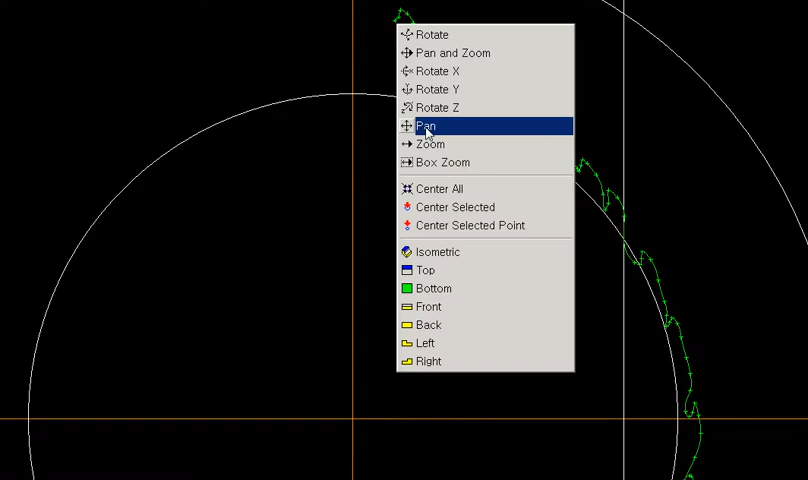 Rotate
Pan and Zoom
Rotate X
Rotate Y
Rotate Z
Pan
Zoom
Box Zoom
Center All
Center Selected
Center Selected Point
Isometric
Top
Bottom
Front
Back
Left
Right